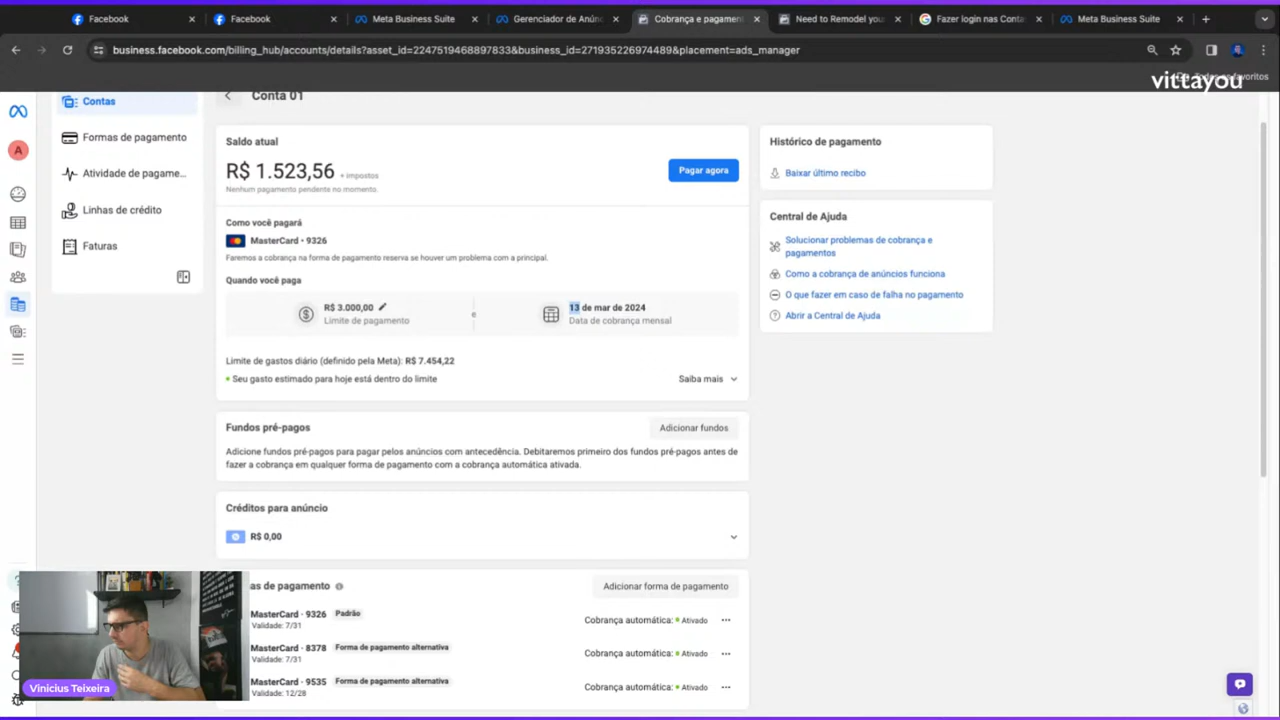 Facebook
Facebook
Meta Business Suite
Gerenciador de Anún
Cobrança e pagamen
Need to Remodel you
Fazer login nas Conta
Meta Business Suite
business.facebook.com/billing_hub/accounts/details?asset_id=2247519468897833&business_id=271935226974489&placement=ads_manager
Todos os favoritos
vittayou
A
Contas
Formas de pagamento
Atividade de pagame...
Linhas de crédito
Faturas
Conta 01
Saldo atual
R$ 1.523,56 + impostos
Nenhum pagamento pendente no momento.
Pagar agora
Como você pagará
MasterCard • 9326
Faremos a cobrança na forma de pagamento reserva se houver um problema com a principal.
Quando você paga
R$ 3.000,00
Limite de pagamento
e
13 de mar de 2024
Data de cobrança mensal
Limite de gastos diário (definido pela Meta): R$ 7.454,22
Seu gasto estimado para hoje está dentro do limite
Saiba mais
Fundos pré-pagos
Adicionar fundos
Adicione fundos pré-pagos para pagar pelos anúncios com antecedência. Debitaremos primeiro dos fundos pré-pagos antes de
fazer a cobrança em qualquer forma de pagamento com a cobrança automática ativada.
Créditos para anúncio
R$ 0,00
as de pagamento
Adicionar forma de pagamento
MasterCard · 9326 Padrão
Validade: 7/31
Cobrança automática: Ativado
MasterCard · 8378 Forma de pagamento alternativa
Validade: 7/31
Cobrança automática: Ativado
MasterCard · 9535 Forma de pagamento alternativa
Validade: 12/28
Cobrança automática: Ativado
Histórico de pagamento
Baixar último recibo
Central de Ajuda
Solucionar problemas de cobrança e
pagamentos
Como a cobrança de anúncios funciona
O que fazer em caso de falha no pagamento
Abrir a Central de Ajuda
Vinicius Teixeira